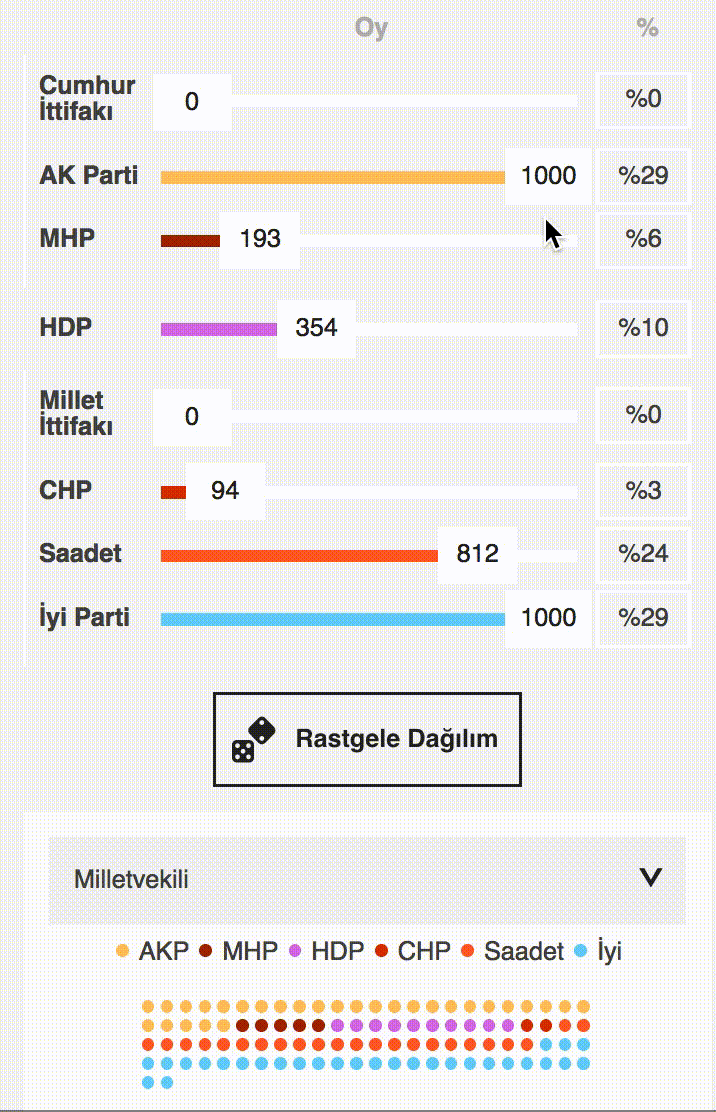 Oy %
Cumhur
İttifakı 0 %0
AK Parti 1000 %29
MHP 193 %6
HDP 354 %10
Millet
İttifakı 0 %0
CHP 94 %3
Saadet 812 %24
İyi Parti 1000 %29
Rastgele Dağılım
Milletvekili
AKP MHP HDP CHP Saadet İyi